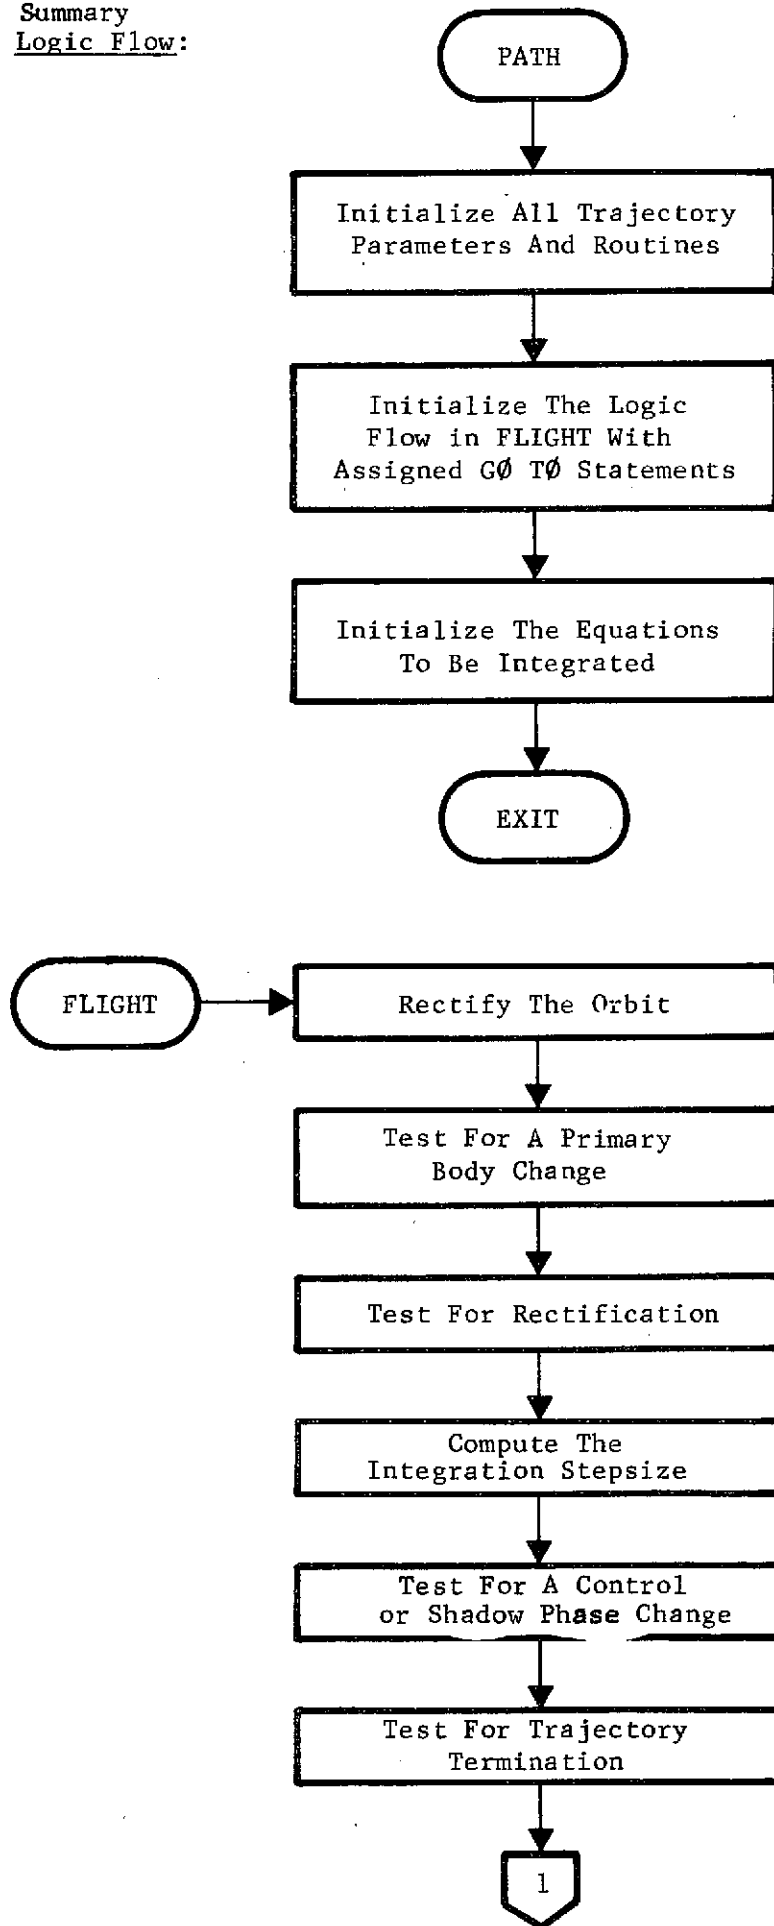 Summary
Logic Flow:
PATH
Initialize All Trajectory
Parameters And Routines
Initialize The Logic
Flow in FLIGHT With
Assigned GØ TØ Statements
Initialize The Equations
To Be Integrated
EXIT
FLIGHT
Rectify The Orbit
Test For A Primary
Body Change
Test For Rectification
Compute The
Integration Stepsize
Test For A Control
or Shadow Phase Change
Test For Trajectory
Termination
1